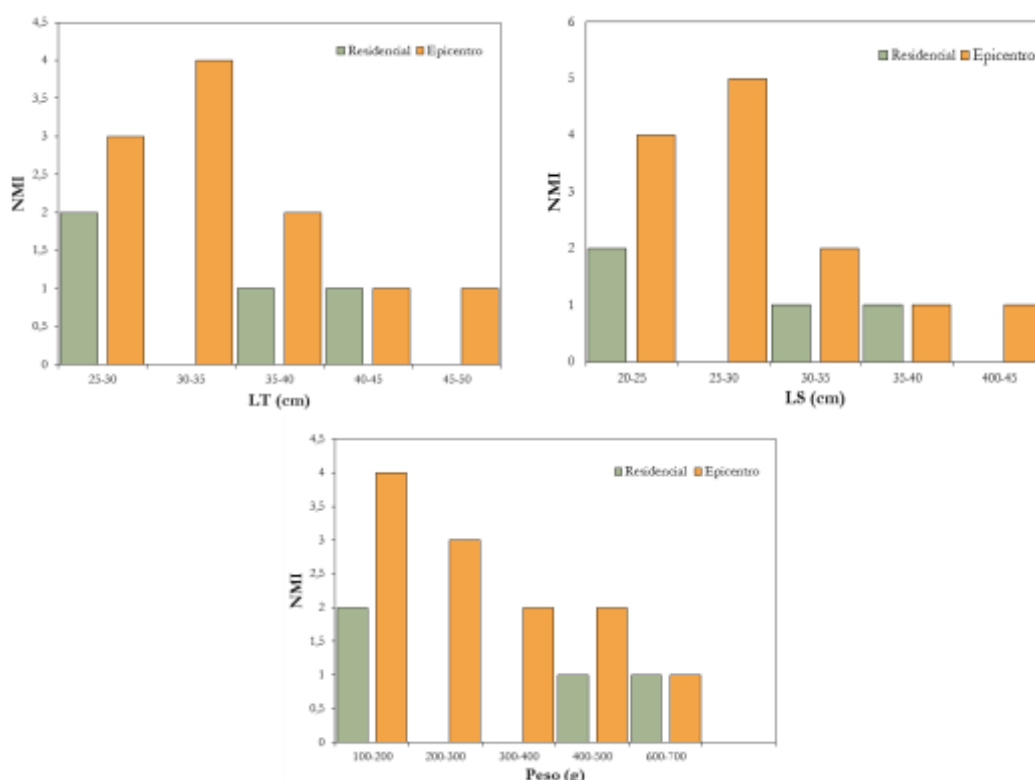 4,5
4
3,5
3
2,5
2
1,5
1
0,5
0
NMI
Residencial Epicentro
25-30 30-35 35-40 40-45 45-50
LT (cm)
6
5
4
3
2
1
0
NMI
Residencial Epicentro
20-25 25-30 30-35 35-40 400-45
LS (cm)
4,5
4
3,5
3
2,5
2
1,5
1
0,5
0
NMI
Residencial Epicentro
100-200 200-300 300-400 400-500 600-700
Peso (g)